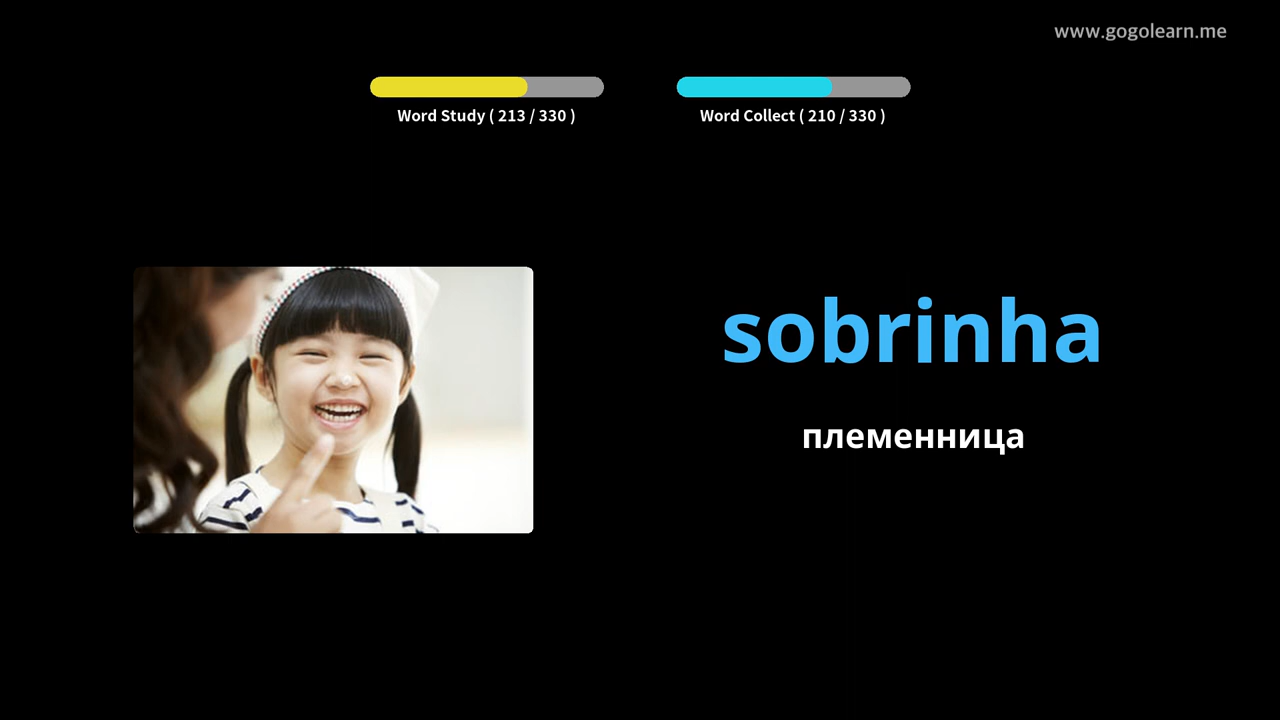 www.gogolearn.me
Word Study ( 213 / 330 )
Word Collect ( 210 / 330 )
sobrinha
племенница